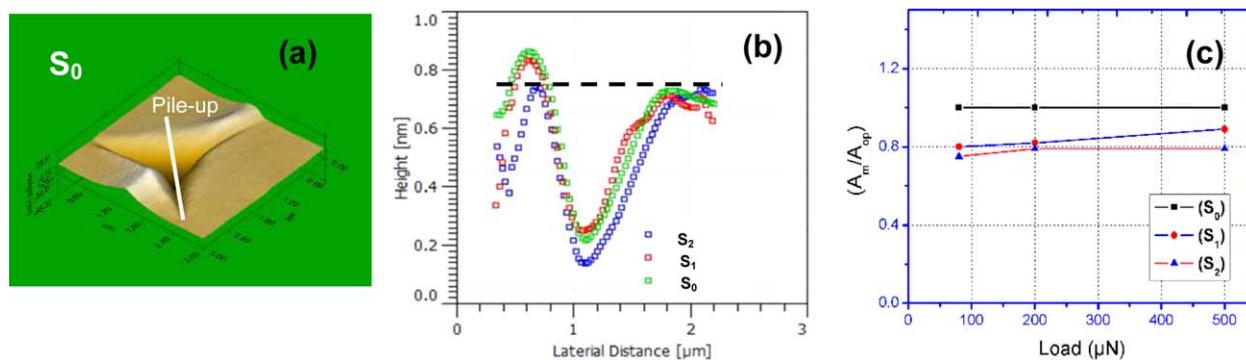 S0
(a)
Pile-up
(b)
1.0
0.8
0.6
0.4
0.2
0.0
Height [nm]
S2
S1
S0
0
1
2
3
Laterial Distance [µm]
(c)
1.2
0.8
0.4
0.0
(Am/Aop)
(S0)
(S1)
(S2)
0
100
200
300
400
500
Load (µN)